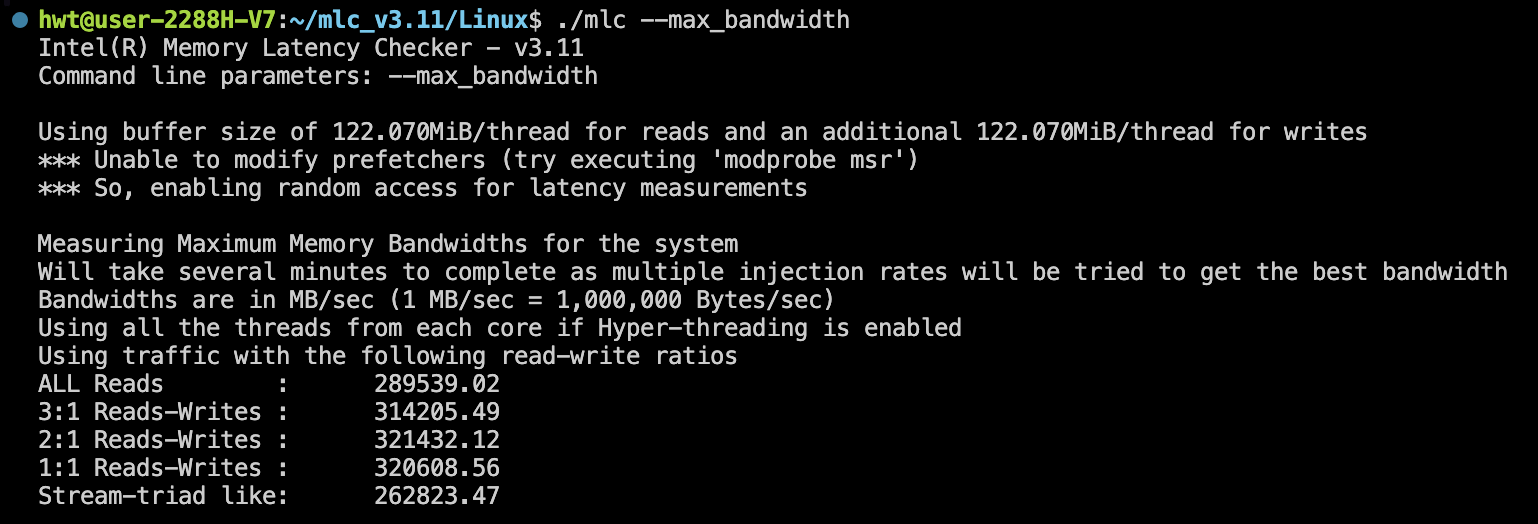 hwt@user-2288H-V7:~/mlc_v3.11/Linux$ ./mlc --max_bandwidth
Intel(R) Memory Latency Checker - v3.11
Command line parameters: --max_bandwidth

Using buffer size of 122.070MiB/thread for reads and an additional 122.070MiB/thread for writes
*** Unable to modify prefetchers (try executing 'modprobe msr')
*** So, enabling random access for latency measurements

Measuring Maximum Memory Bandwidths for the system
Will take several minutes to complete as multiple injection rates will be tried to get the best bandwidth
Bandwidths are in MB/sec (1 MB/sec = 1,000,000 Bytes/sec)
Using all the threads from each core if Hyper-threading is enabled
Using traffic with the following read-write ratios
ALL Reads        :      289539.02
3:1 Reads-Writes :      314205.49
2:1 Reads-Writes :      321432.12
1:1 Reads-Writes :      320608.56
Stream-triad like:      262823.47